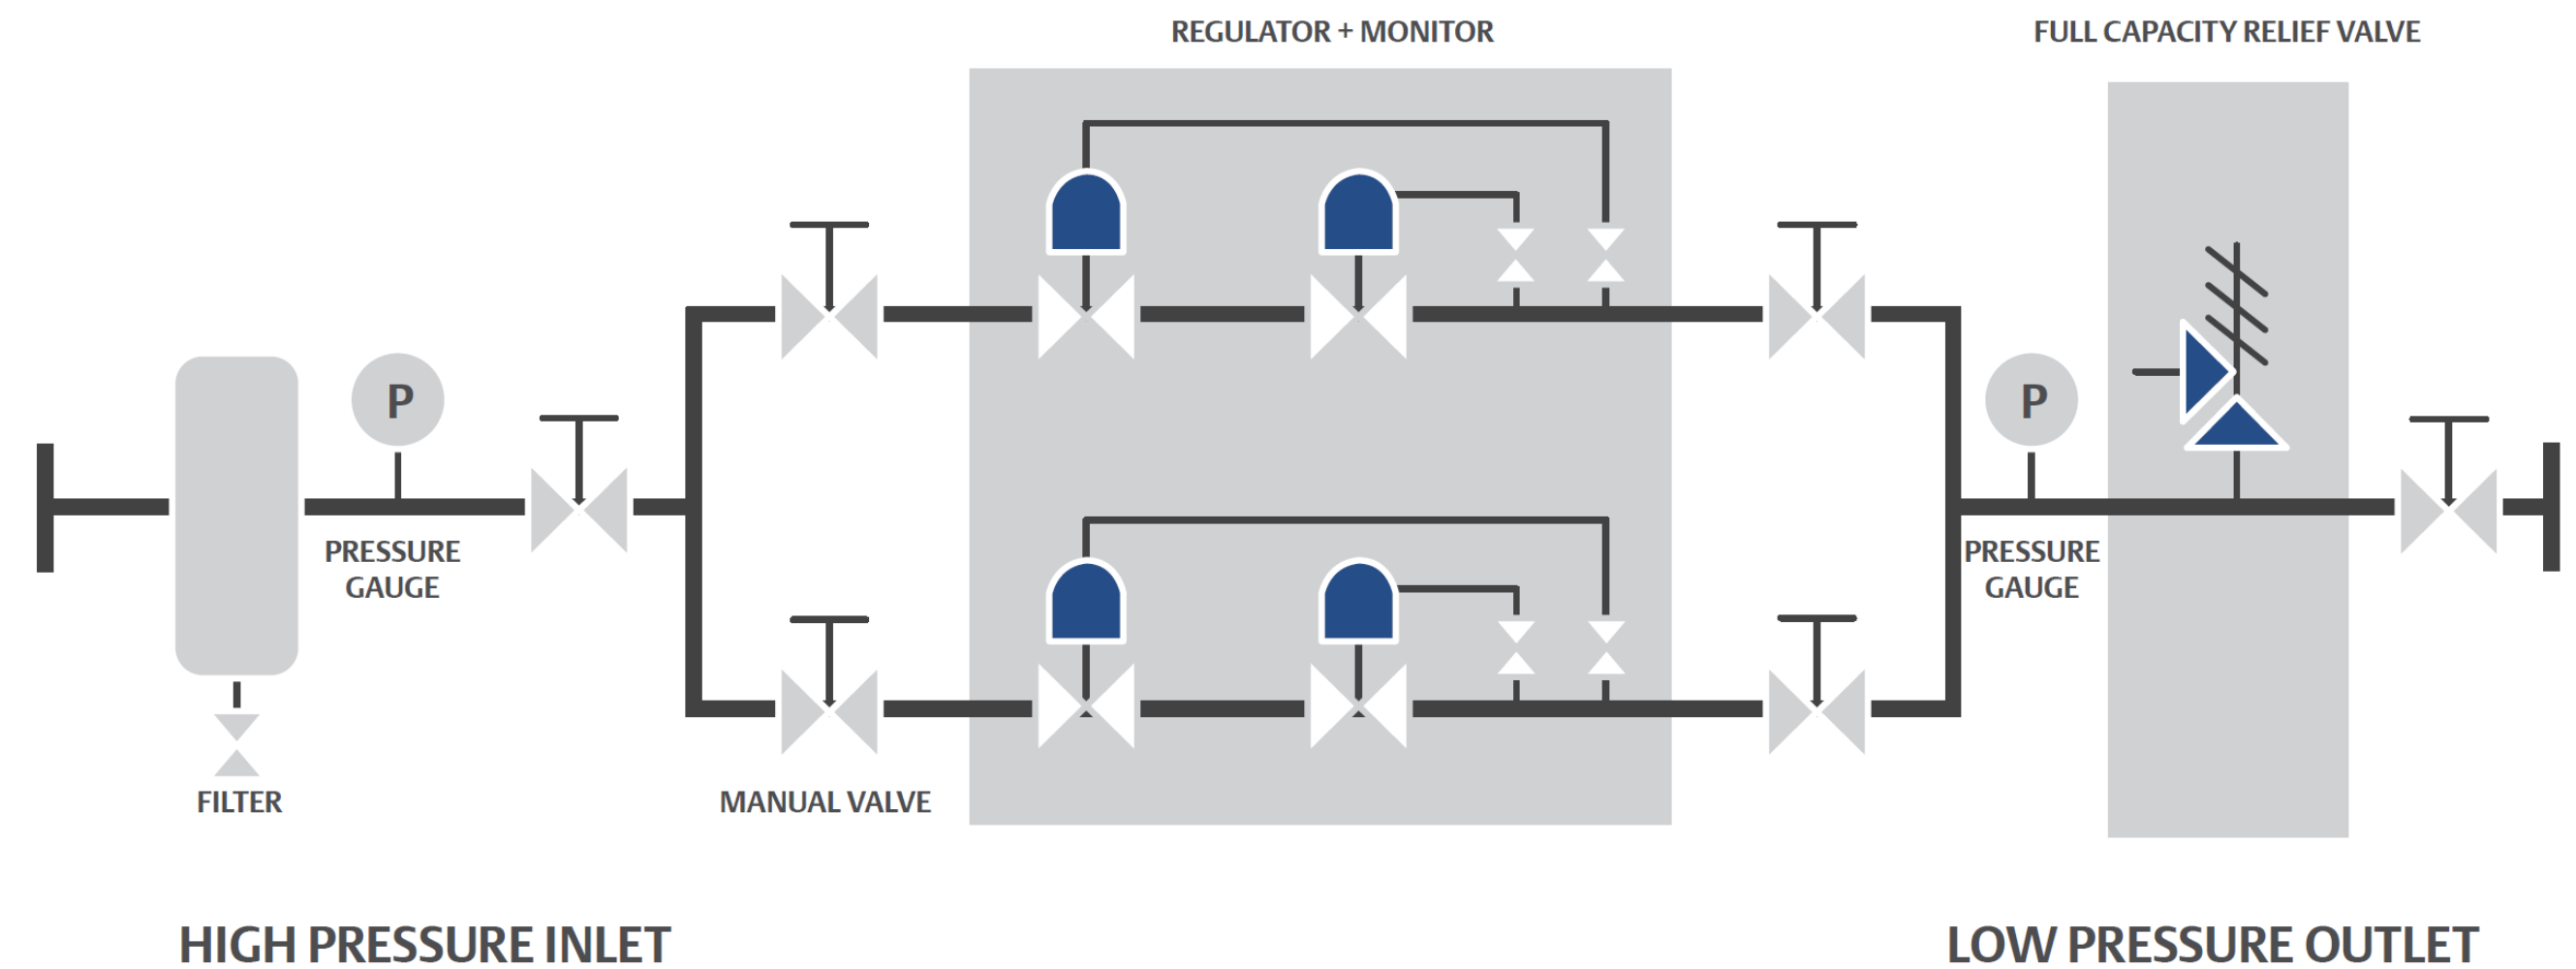 REGULATOR + MONITOR
FULL CAPACITY RELIEF VALVE
P
P
PRESSURE
GAUGE
PRESSURE
GAUGE
FILTER
MANUAL VALVE
HIGH PRESSURE INLET
LOW PRESSURE OUTLET